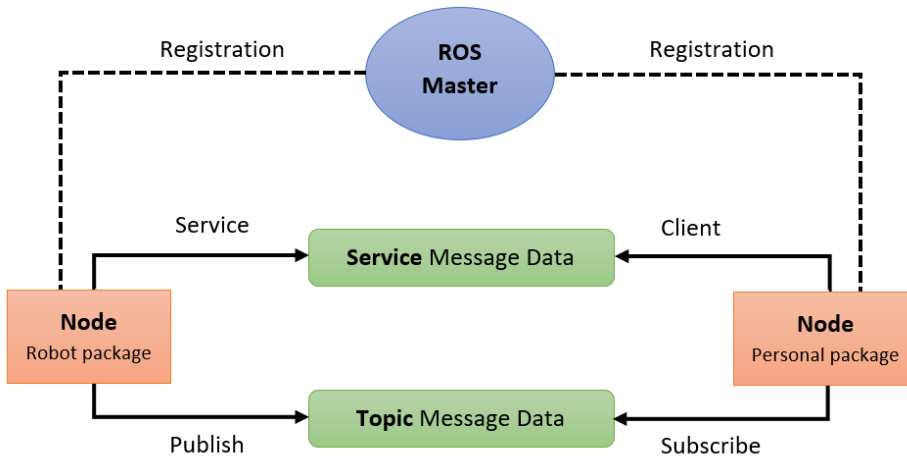 Registration
ROS
Master
Registration
Service
Client
Service Message Data
Node
Robot package
Node
Personal package
Topic Message Data
Publish
Subscribe